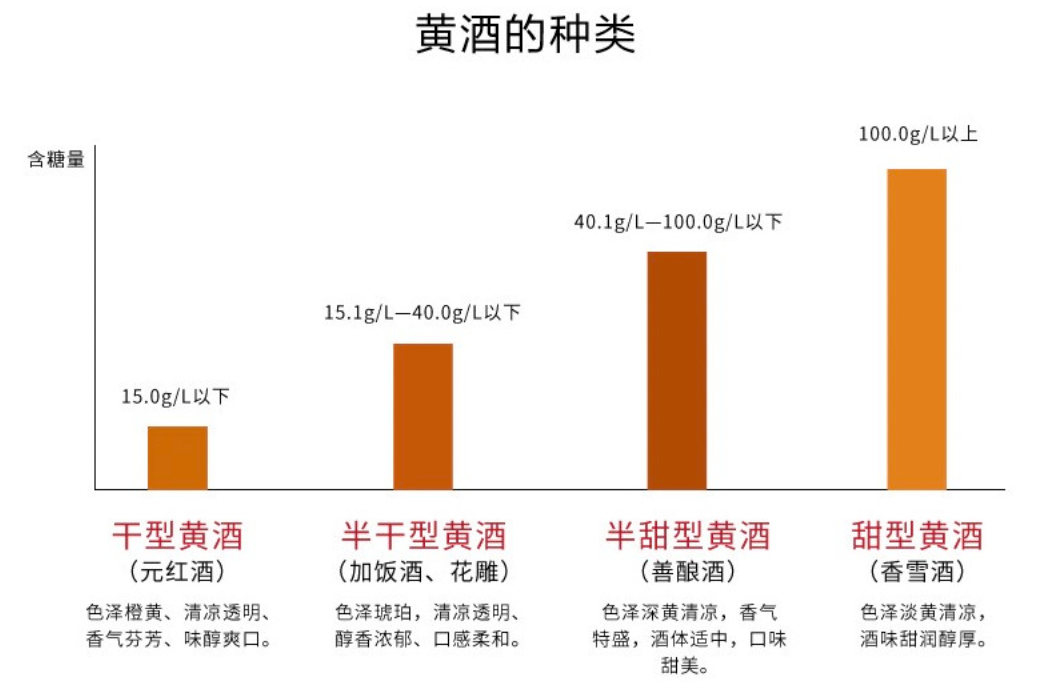 黄酒的种类
含糖量
15.0g/L以下
15.1g/L—40.0g/L以下
40.1g/L—100.0g/L以下
100.0g/L以上
干型黄酒
（元红酒）
色泽橙黄、清凉透明、
香气芬芳、味醇爽口。
半干型黄酒
（加饭酒、花雕）
色泽琥珀，清凉透明、
醇香浓郁、口感柔和。
半甜型黄酒
（善酿酒）
色泽深黄清凉，香气
特盛，酒体适中，口味
甜美。
甜型黄酒
（香雪酒）
色泽淡黄清凉，
酒味甜润醇厚。